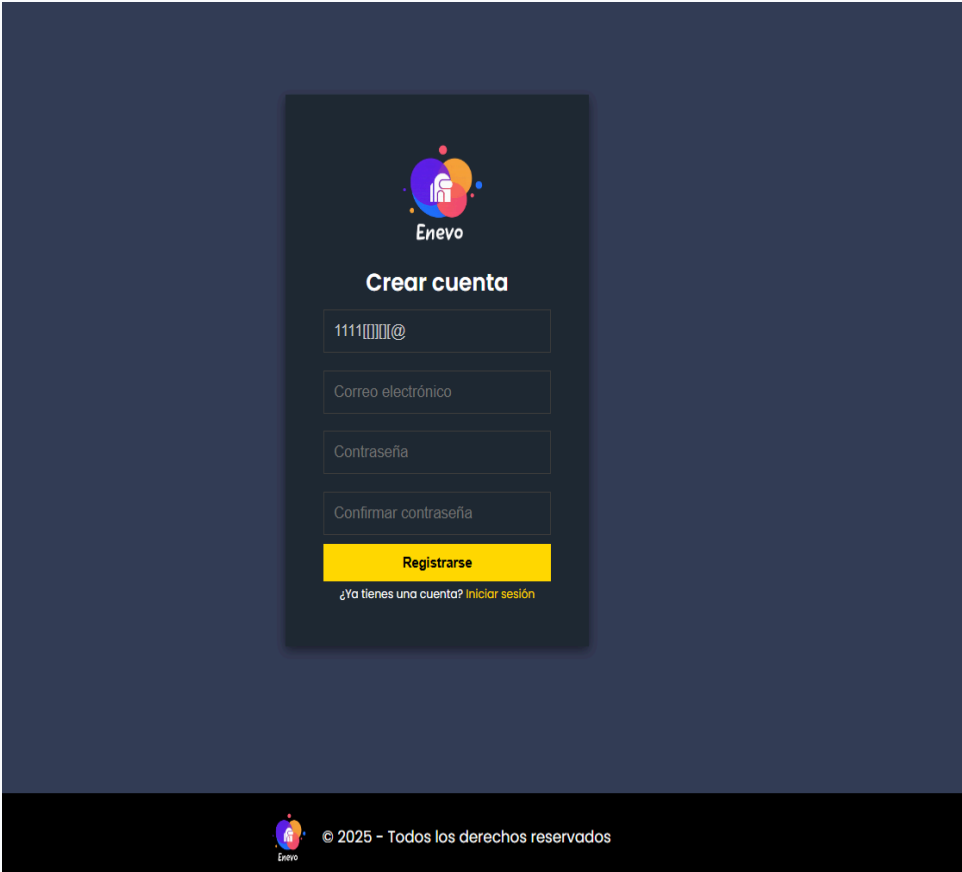 Enevo
Crear cuenta
1111[[]][][@
Correo electrónico
Contraseña
Confirmar contraseña
Registrarse
¿Ya tienes una cuenta? Iniciar sesión
Enevo
© 2025 - Todos los derechos reservados